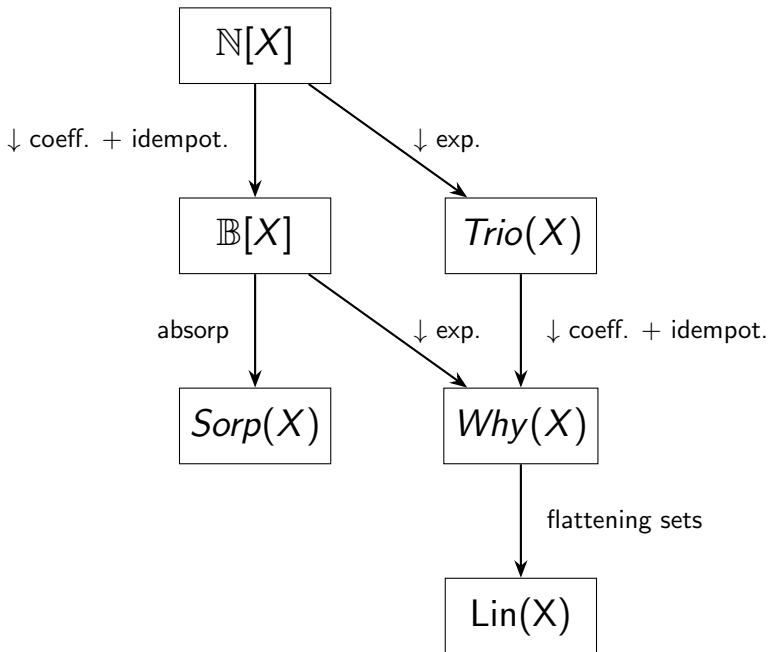 ℕ[X]
↓ coeff. + idempot.
↓ exp.
𝔹[X]
Trio(X)
absorp
↓ exp.
↓ coeff. + idempot.
Sorp(X)
Why(X)
flattening sets
Lin(X)